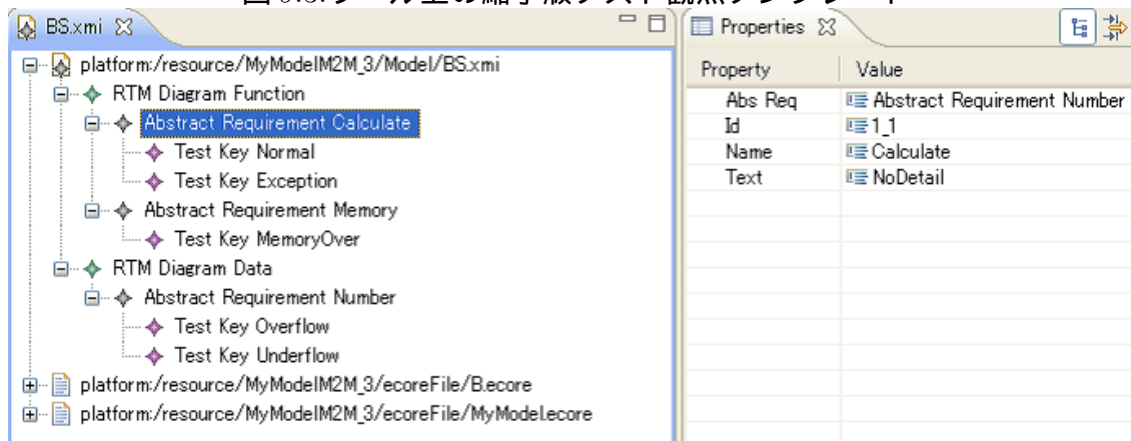 BS.xmi
platform:/resource/MyModelM2M_3/Model/BS.xmi
RTM Diagram Function
Abstract Requirement Calculate
Test Key Normal
Test Key Exception
Abstract Requirement Memory
Test Key MemoryOver
RTM Diagram Data
Abstract Requirement Number
Test Key Overflow
Test Key Underflow
platform:/resource/MyModelM2M_3/ecoreFile/B.ecore
platform:/resource/MyModelM2M_3/ecoreFile/MyModel.ecore
Properties
Property Value
Abs Req Abstract Requirement Number
Id 1_1
Name Calculate
Text NoDetail